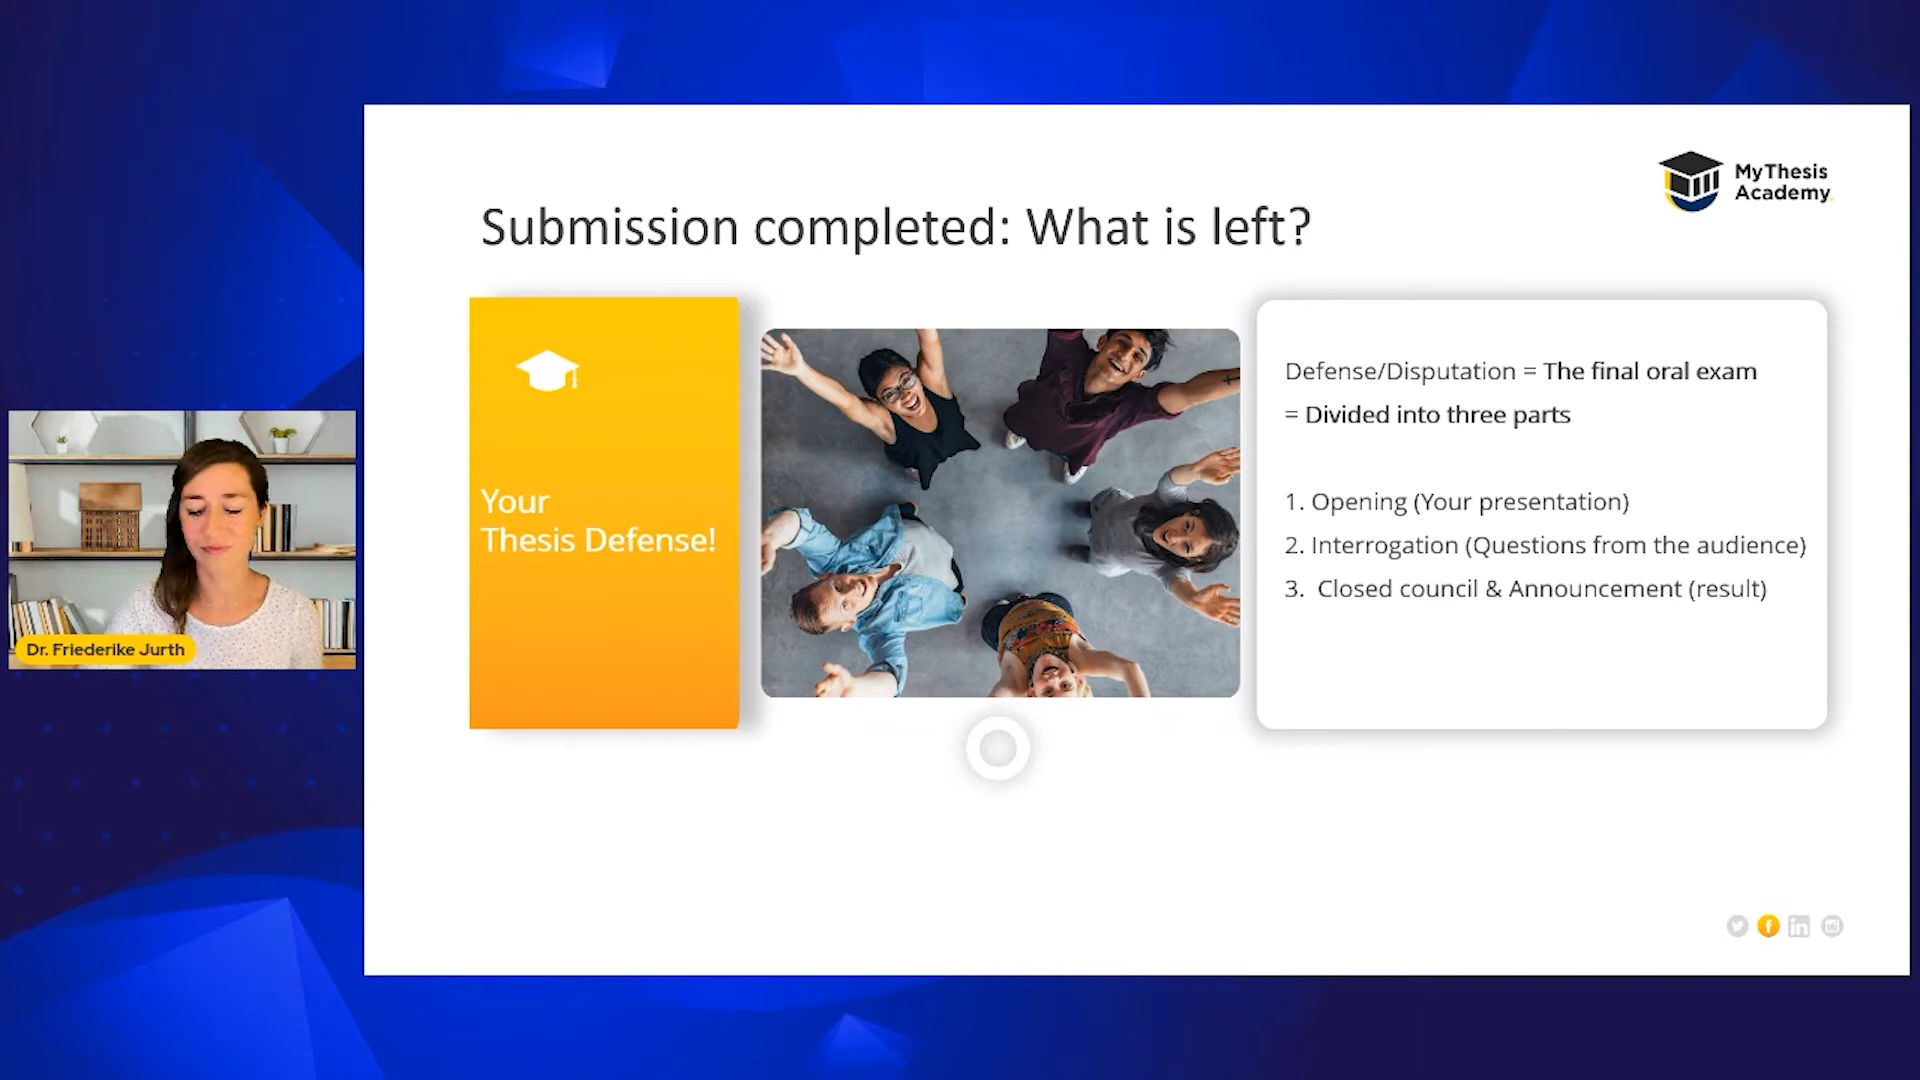 MyThesis
Academy
Submission completed: What is left?
Your
Thesis Defense!
Defense/Disputation = The final oral exam
= Divided into three parts
1. Opening (Your presentation)
2. Interrogation (Questions from the audience)
3. Closed council & Announcement (result)
Dr. Friederike Jurth